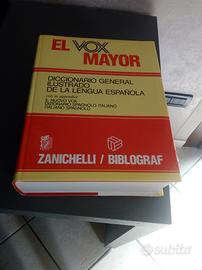 EL VOX
MAYOR
DICCIONARIO GENERAL
ILUSTRADO
DE LA LENGUA ESPAÑOLA
con in appendice
IL NUOVO VOX
DIZIONARIO SPAGNOLO ITALIANO
ITALIANO SPAGNOLO
ZANICHELLI / BIBLOGRAF
subito